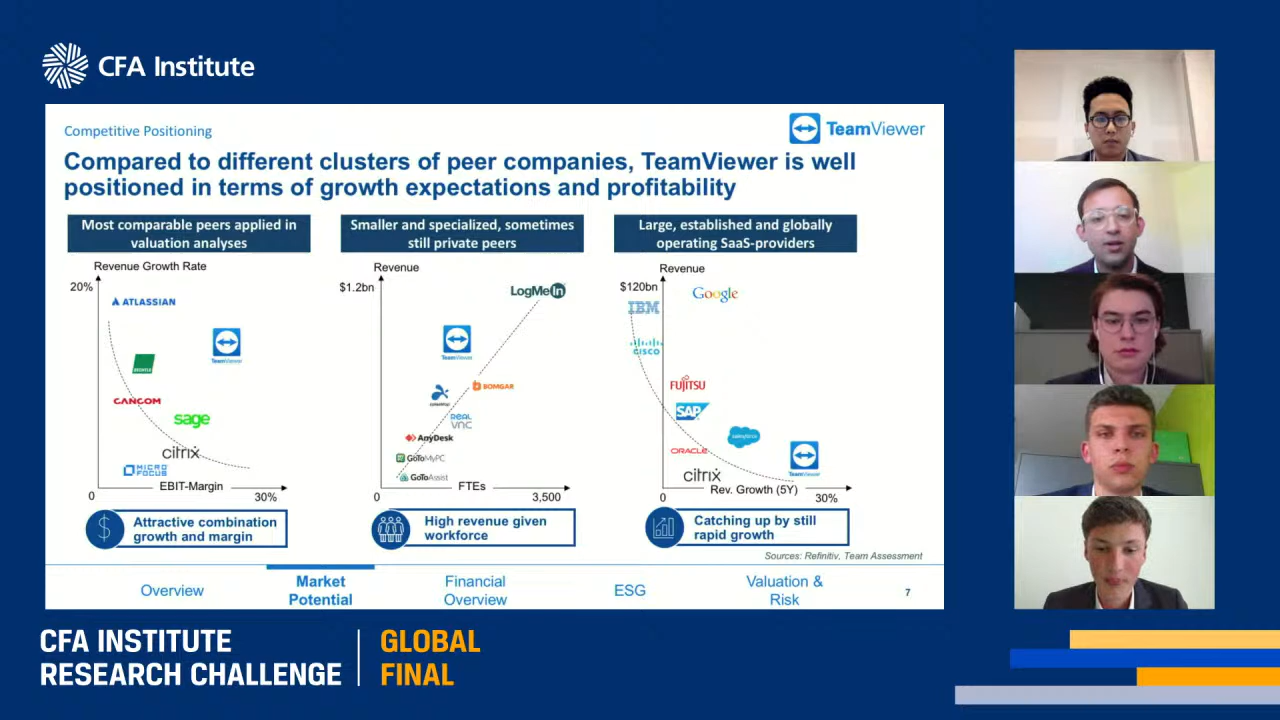 CFA Institute
Competitive Positioning
TeamViewer
Compared to different clusters of peer companies, TeamViewer is well
positioned in terms of growth expectations and profitability
Most comparable peers applied in
valuation analyses
Revenue Growth Rate
20%
ATLASSIAN
TeamViewer
BECHTLE
CANCOM
sage
CITRIX
MICRO
FOCUS
0
EBIT-Margin
30%
Attractive combination
growth and margin
Smaller and specialized, sometimes
still private peers
Revenue
$1.2bn
LogMeIn
TeamViewer
BOMGAR
REAL
VNC
AnyDesk
GoToMyPC
GoToAssist
0
FTEs
3,500
High revenue given
workforce
Large, established and globally
operating SaaS-providers
Revenue
$120bn
Google
IBM
CISCO
FUJITSU
SAP
salesforce
ORACLE
TeamViewer
CITRIX
0
Rev. Growth (5Y)
30%
Catching up by still
rapid growth
Sources: Refinitiv, Team Assessment
Overview
Market
Potential
Financial
Overview
ESG
Valuation &
Risk
7
CFA INSTITUTE
RESEARCH CHALLENGE
GLOBAL
FINAL